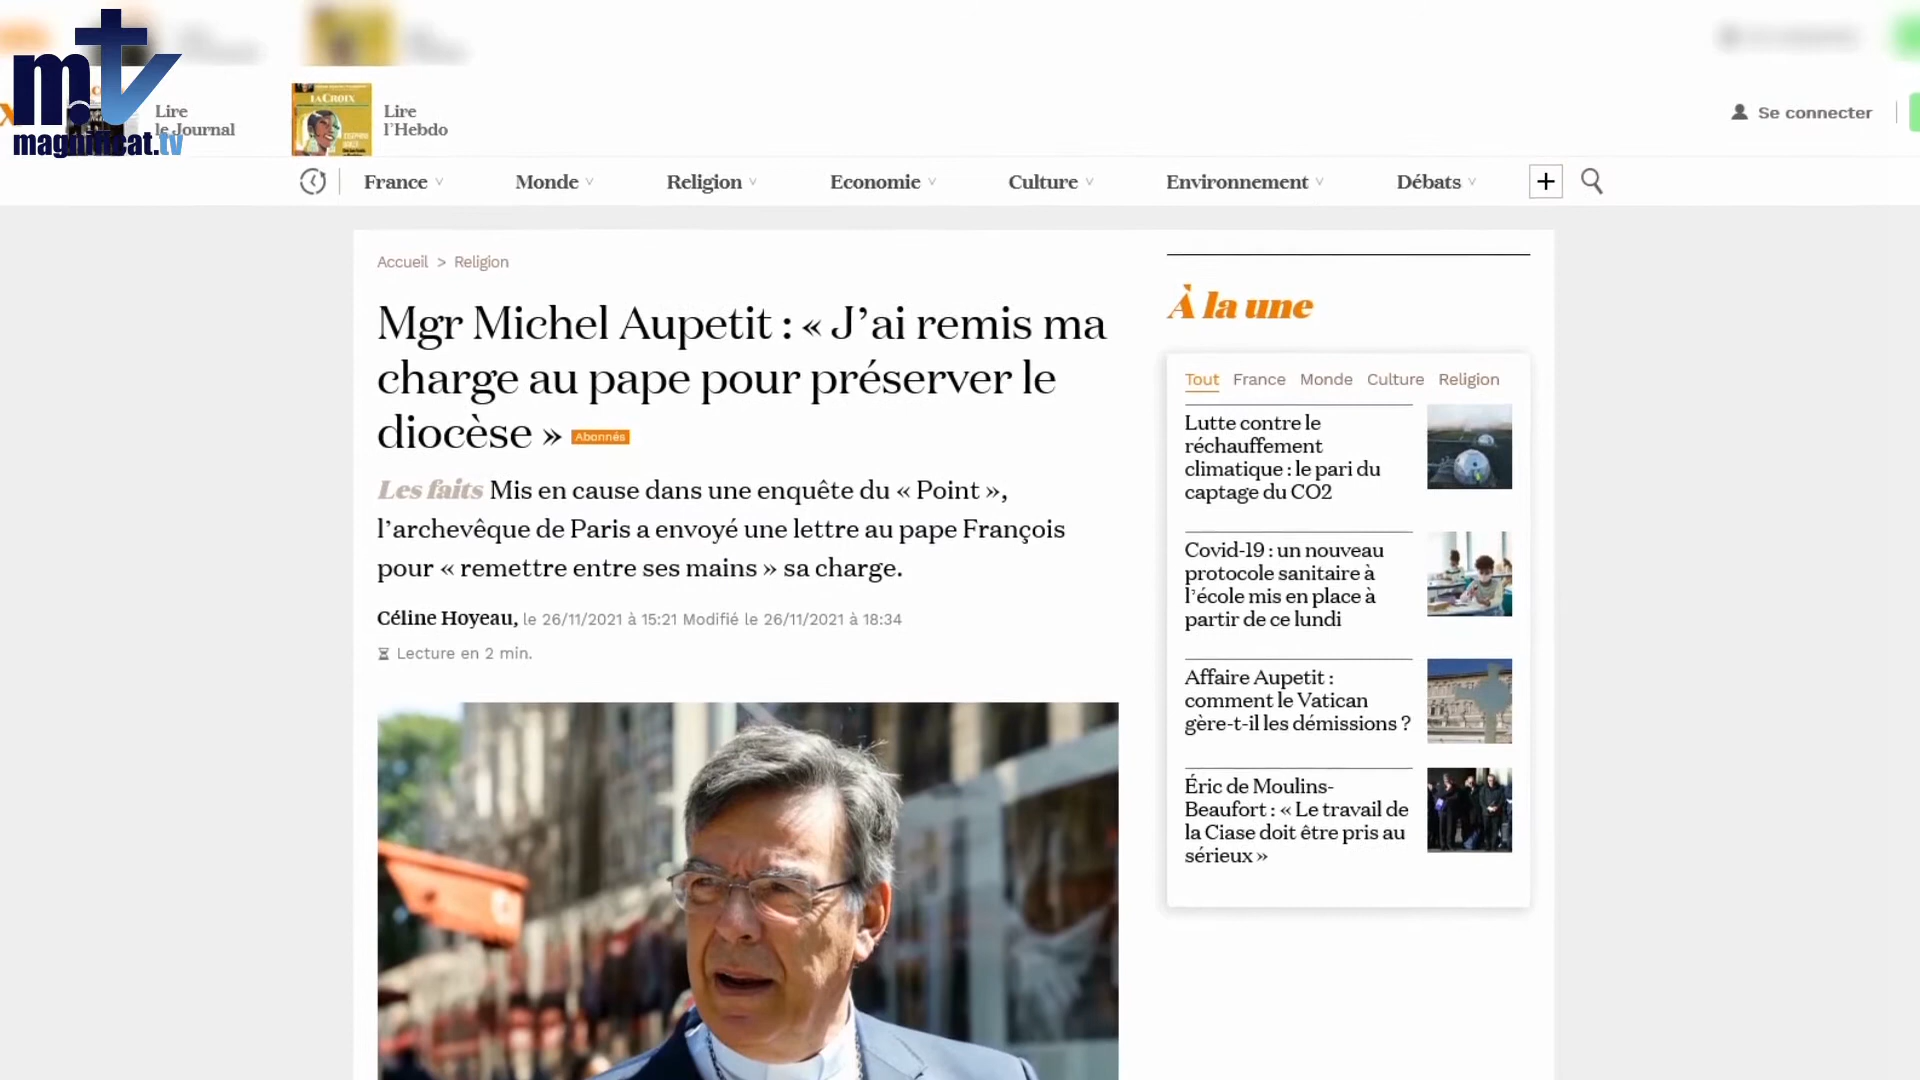 mtv
magnificat.tv
Lire
le Journal
LA CROIX
Lire
l'Hebdo
Se connecter
France
Monde
Religion
Economie
Culture
Environnement
Débats
Accueil > Religion
Mgr Michel Aupetit : « J'ai remis ma
charge au pape pour préserver le
diocèse » Abonnés
Les faits Mis en cause dans une enquête du « Point »,
l'archevêque de Paris a envoyé une lettre au pape François
pour « remettre entre ses mains » sa charge.
Céline Hoyeau, le 26/11/2021 à 15:21 Modifié le 26/11/2021 à 18:34
Lecture en 2 min.
À la une
Tout France Monde Culture Religion
Lutte contre le
réchauffement
climatique : le pari du
captage du CO2
Covid-19 : un nouveau
protocole sanitaire à
l'école mis en place à
partir de ce lundi
Affaire Aupetit :
comment le Vatican
gère-t-il les démissions ?
Éric de Moulins-
Beaufort : « Le travail de
la Ciase doit être pris au
sérieux »